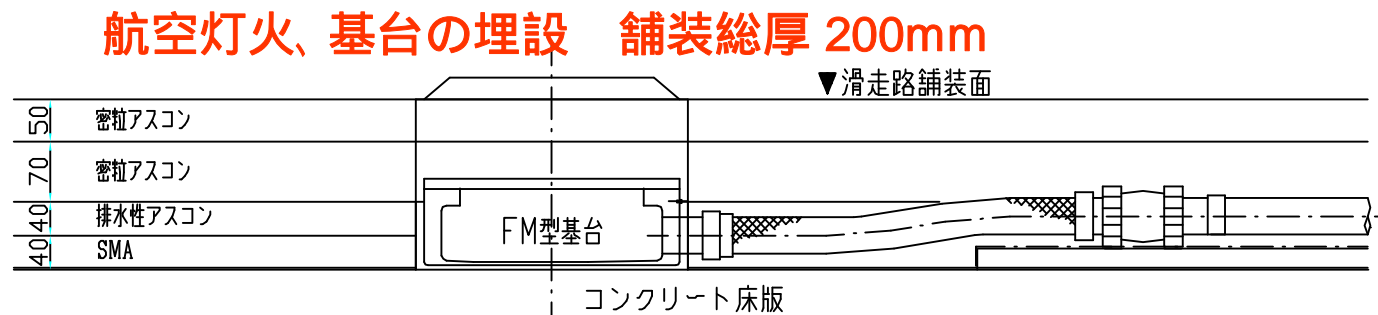 航空灯火、基台の埋設　舗装総厚 200mm
▼滑走路舗装面
50 密粒アスコン
70 密粒アスコン
40 排水性アスコン
40 SMA
FM型基台
コンクリート床版